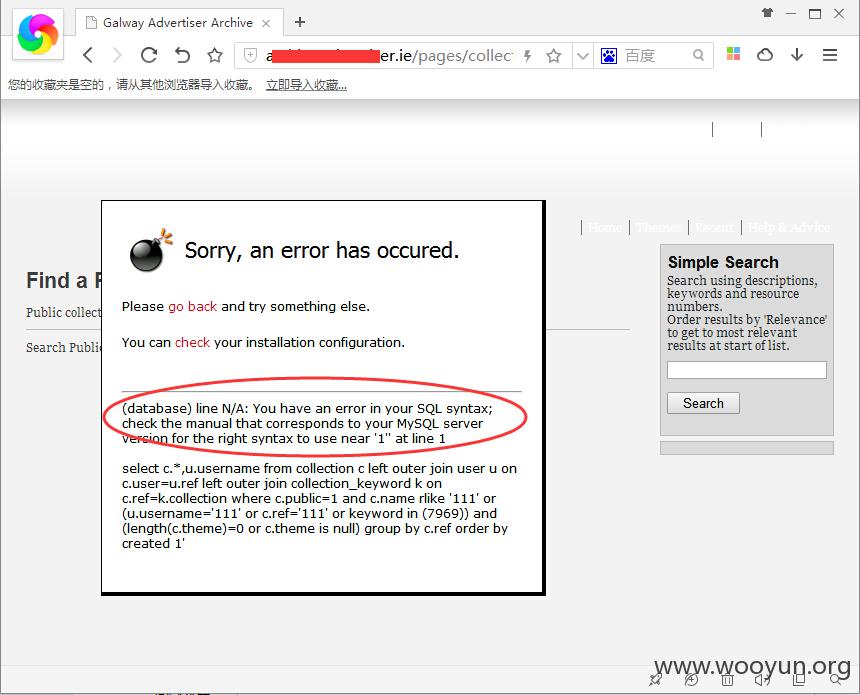 Galway Advertiser Archive
er.ie/pages/collec
百度
您的收藏夹是空的，请从其他浏览器导入收藏。 立即导入收藏...
Home Themes Recent Help & Advice
Sorry, an error has occured.
Find a
Please go back and try something else.
Public collect
You can check your installation configuration.
Search Public
(database) line N/A: You have an error in your SQL syntax;
check the manual that corresponds to your MySQL server
version for the right syntax to use near '1'' at line 1
select c.*,u.username from collection c left outer join user u on
c.user=u.ref left outer join collection_keyword k on
c.ref=k.collection where c.public=1 and c.name rlike '111' or
(u.username='111' or c.ref='111' or keyword in (7969)) and
(length(c.theme)=0 or c.theme is null) group by c.ref order by
created 1'
Simple Search
Search using descriptions,
keywords and resource
numbers.
Order results by 'Relevance'
to get to most relevant
results at start of list.
Search
www.wooyun.org